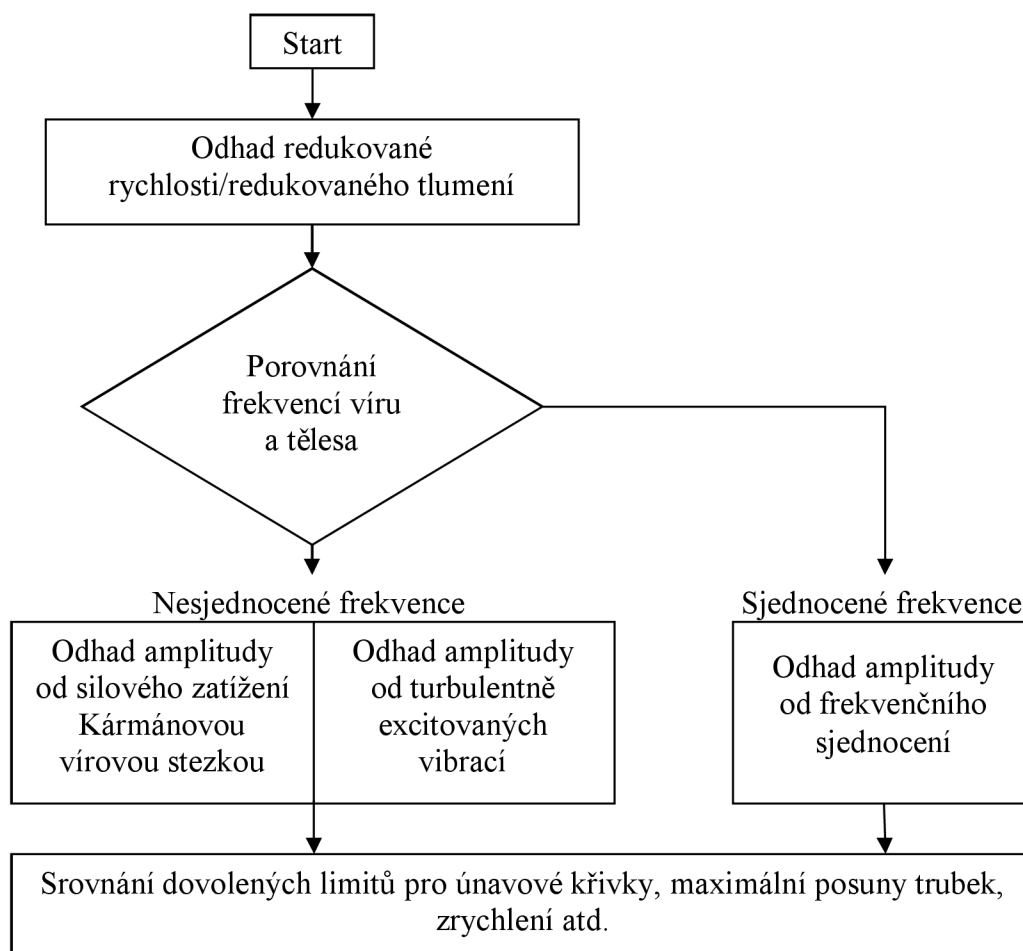 Start
Odhad redukované
rychlosti/redukovaného tlumení
Porovnání
frekvencí víru
a tělesa
Nesjednocené frekvence
Sjednocené frekvence
Odhad amplitudy
od silového zatížení
Kármánovou
vírovou stezkou
Odhad amplitudy
od turbulentně
excitovaných
vibrací
Odhad amplitudy
od frekvenčního
sjednocení
Srovnání dovolených limitů pro únavové křivky, maximální posuny trubek,
zrychlení atd.